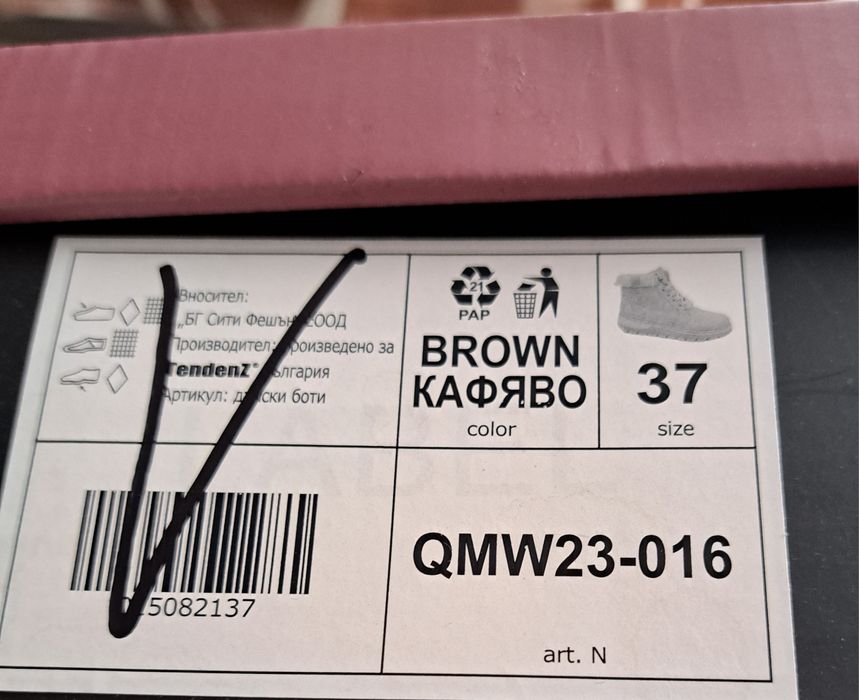 Вносител:
„БГ Сити Фешън" ЕООД
Производител: произведено за
TendenZ® България
Артикул: дамски боти
21
PAP
BROWN
КАФЯВО
color
37
size
015082137
QMW23-016
art. N